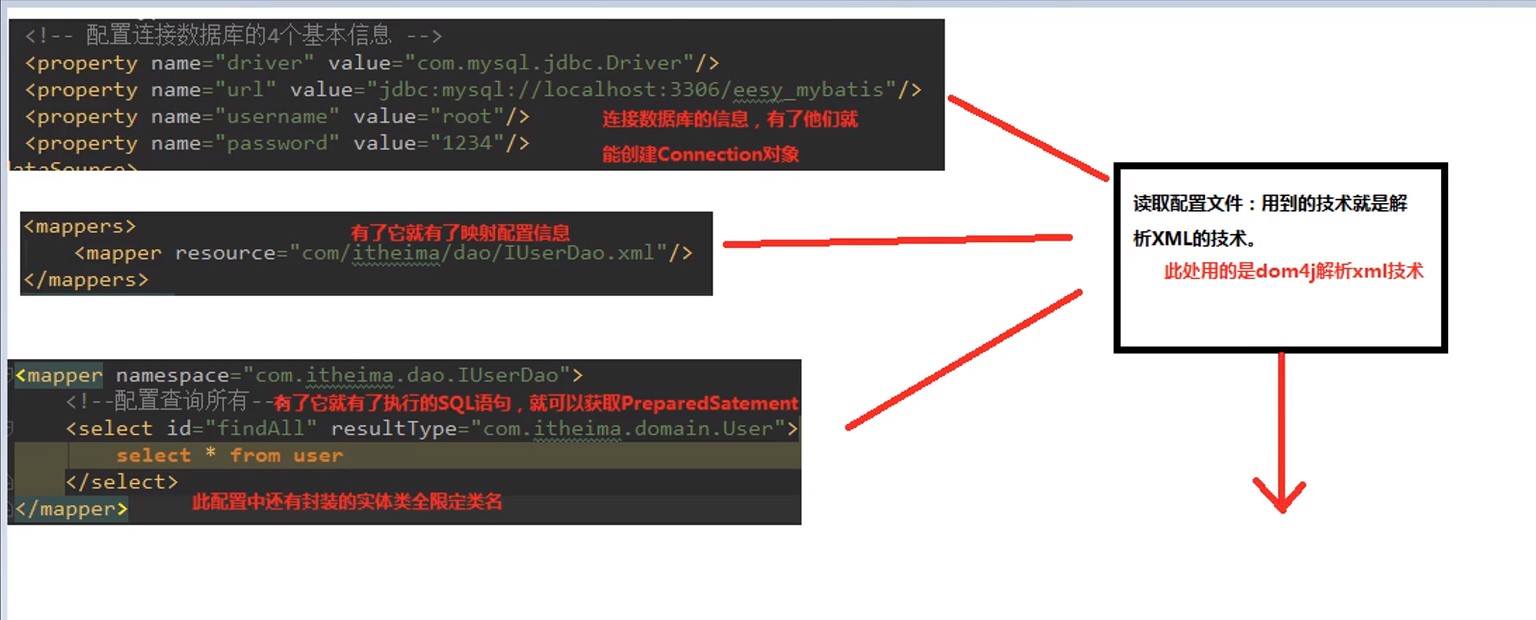 <!-- 配置连接数据库的4个基本信息 -->
<property name="driver" value="com.mysql.jdbc.Driver"/>
<property name="url" value="jdbc:mysql://localhost:3306/eesy_mybatis"/>
<property name="username" value="root"/>
<property name="password" value="1234"/>
连接数据库的信息，有了他们就
能创建Connection对象
dataSource>
<mappers>
有了它就有了映射配置信息
<mapper resource="com/itheima/dao/IUserDao.xml"/>
</mappers>
<mapper namespace="com.itheima.dao.IUserDao">
<!--配置查询所有--
有了它就有了执行的SQL语句，就可以获取PreparedSatement
<select id="findAll" resultType="com.itheima.domain.User">
select * from user
</select>
此配置中还有封装的实体类全限定类名
</mapper>
读取配置文件：用到的技术就是解
析XML的技术。
此处用的是dom4j解析xml技术